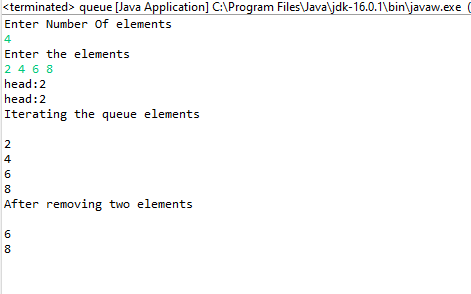 <terminated> queue [Java Application] C:\Program Files\Java\jdk-16.0.1\bin\javaw.exe (
Enter Number Of elements
4
Enter the elements
2 4 6 8
head:2
head:2
Iterating the queue elements
2
4
6
8
After removing two elements
6
8